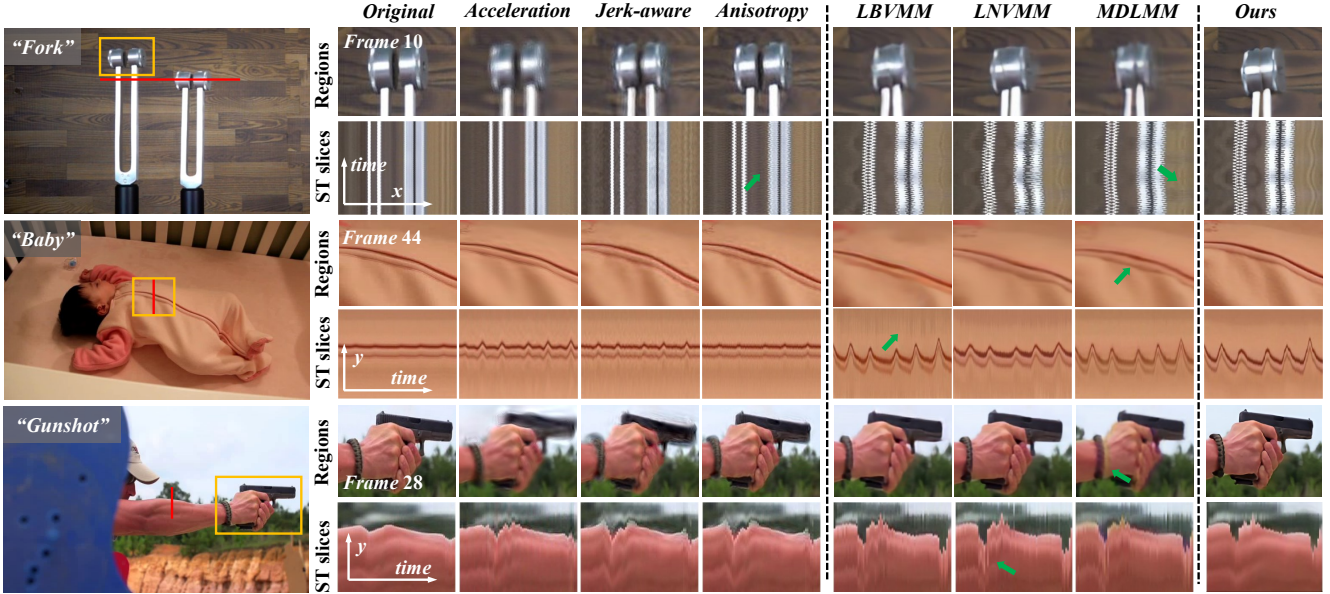 Original Acceleration Jerk-aware Anisotropy LBVMM LNVMM MDLMM Ours
“Fork”
Regions
Frame 10
ST slices
time
x
“Baby”
Regions
Frame 44
ST slices
y
time
“Gunshot”
Regions
Frame 28
ST slices
y
time